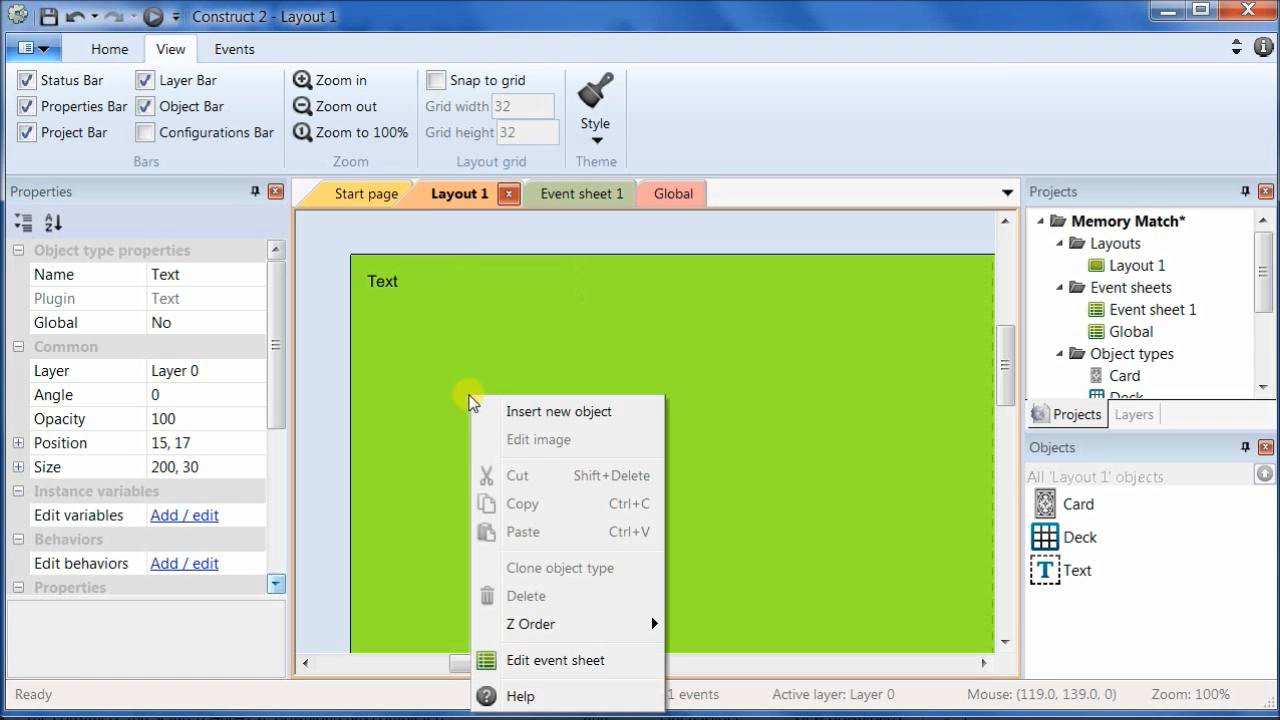 Construct 2 - Layout 1
Home View Events
Status Bar Layer Bar Zoom in Snap to grid
Properties Bar Object Bar Zoom out Grid width 32 Style
Project Bar Configurations Bar Zoom to 100% Grid height 32
Bars Zoom Layout grid Theme
Properties
Start page Layout 1 Event sheet 1 Global
Projects
Object type properties
Name Text
Plugin Text
Global No
Common
Layer Layer 0
Angle 0
Opacity 100
Position 15, 17
Size 200, 30
Instance variables
Edit variables Add / edit
Behaviors
Edit behaviors Add / edit
Properties
Text
Insert new object
Edit image
Cut Shift+Delete
Copy Ctrl+C
Paste Ctrl+V
Clone object type
Delete
Z Order
Edit event sheet
Help
Memory Match*
Layouts
Layout 1
Event sheets
Event sheet 1
Global
Object types
Card
Deck
Projects Layers
Objects
All 'Layout 1' objects
Card
Deck
Text
Ready 1 events Active layer: Layer 0 Mouse: (119.0, 139.0, 0) Zoom: 100%